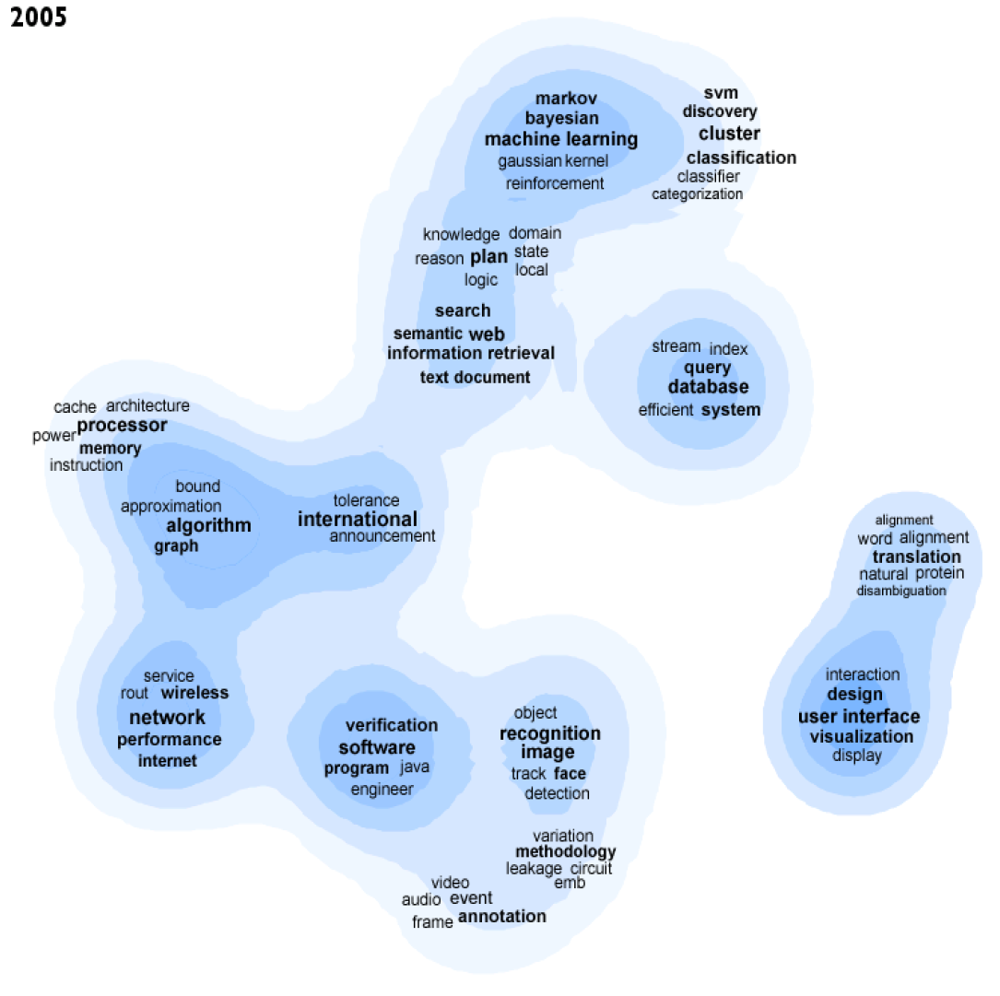 2005
markov
bayesian
machine learning
gaussian kernel
reinforcement
svm
discovery
cluster
classification
classifier
categorization
knowledge domain
reason plan state
logic local
search
semantic web
information retrieval
text document
stream index
query
database
efficient system
cache architecture
power processor
memory
instruction
bound
approximation
algorithm
graph
tolerance
international
announcement
alignment
word alignment
translation
natural protein
disambiguation
service
rout wireless
network
performance
internet
verification
software
program java
engineer
object
recognition
image
track face
detection
interaction
design
user interface
visualization
display
variation
methodology
leakage circuit
emb
video
audio event
frame annotation